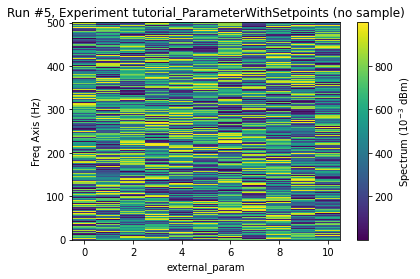 Run #5, Experiment tutorial_ParameterWithSetpoints (no sample)
500
400
300
200
100
0
Freq Axis (Hz)
0 2 4 6 8 10
external_param
800
600
400
200
Spectrum (10⁻³ dBm)